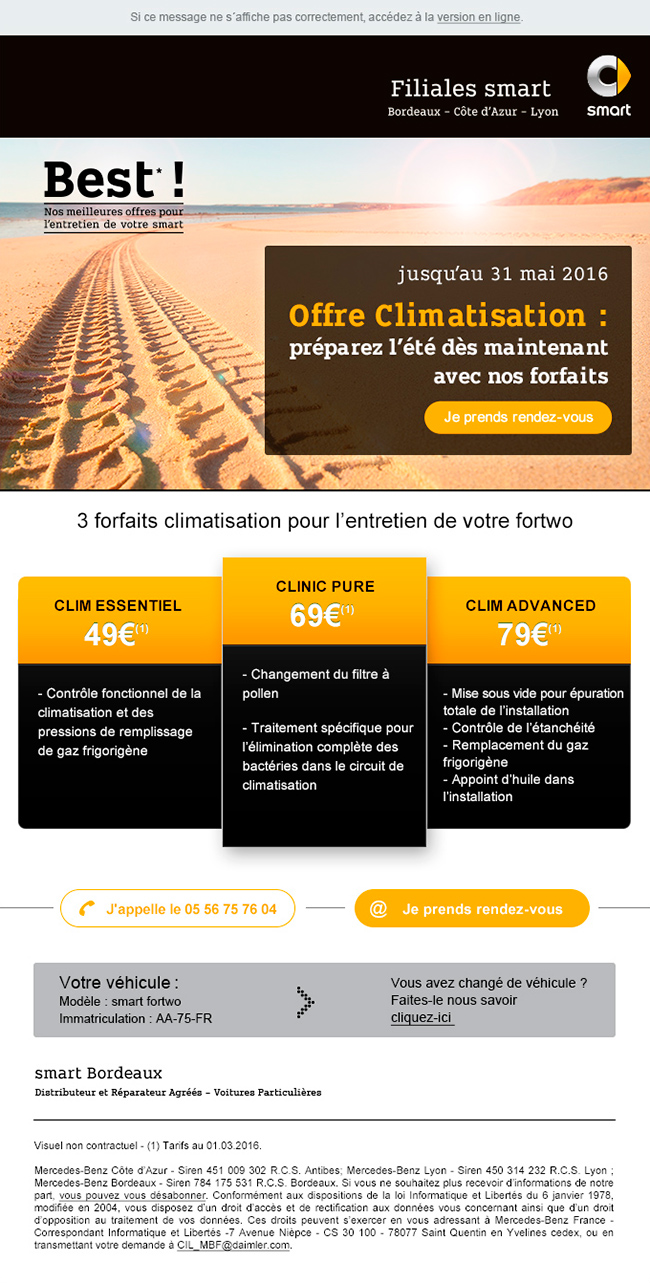 Si ce message ne s´affiche pas correctement, accédez à la version en ligne.
Filiales smart
Bordeaux – Côte d’Azur – Lyon
smart
Best* !
Nos meilleures offres pour
l’entretien de votre smart
jusqu’au 31 mai 2016
Offre Climatisation :
préparez l’été dès maintenant
avec nos forfaits
Je prends rendez-vous
3 forfaits climatisation pour l’entretien de votre fortwo
CLIM ESSENTIEL
49€(1)
- Contrôle fonctionnel de la
climatisation et des
pressions de remplissage
de gaz frigorigène
CLINIC PURE
69€(1)
- Changement du filtre à
pollen
- Traitement spécifique pour
l’élimination complète des
bactéries dans le circuit de
climatisation
CLIM ADVANCED
79€(1)
- Mise sous vide pour épuration
totale de l’installation
- Contrôle de l’étanchéité
- Remplacement du gaz
frigorigène
- Appoint d’huile dans
l’installation
J'appelle le 05 56 75 76 04
@ Je prends rendez-vous
Votre véhicule :
Modèle : smart fortwo
Immatriculation : AA-75-FR
Vous avez changé de véhicule ?
Faites-le nous savoir
cliquez-ici
smart Bordeaux
Distributeur et Réparateur Agréés – Voitures Particulières
Visuel non contractuel - (1) Tarifs au 01.03.2016.
Mercedes-Benz Côte d’Azur - Siren 451 009 302 R.C.S. Antibes; Mercedes-Benz Lyon - Siren 450 314 232 R.C.S. Lyon ;
Mercedes-Benz Bordeaux - Siren 784 175 531 R.C.S. Bordeaux. Si vous ne souhaitez plus recevoir d’informations de notre
part, vous pouvez vous désabonner. Conformément aux dispositions de la loi Informatique et Libertés du 6 janvier 1978,
modifiée en 2004, vous disposez d’un droit d’accès et de rectification aux données vous concernant ainsi que d’un droit
d’opposition au traitement de vos données. Ces droits peuvent s’exercer en vous adressant à Mercedes-Benz France -
Correspondant Informatique et Libertés -7 Avenue Niépce - CS 30 100 - 78077 Saint Quentin en Yvelines cedex, ou en
transmettant votre demande à CIL_MBF@daimler.com.